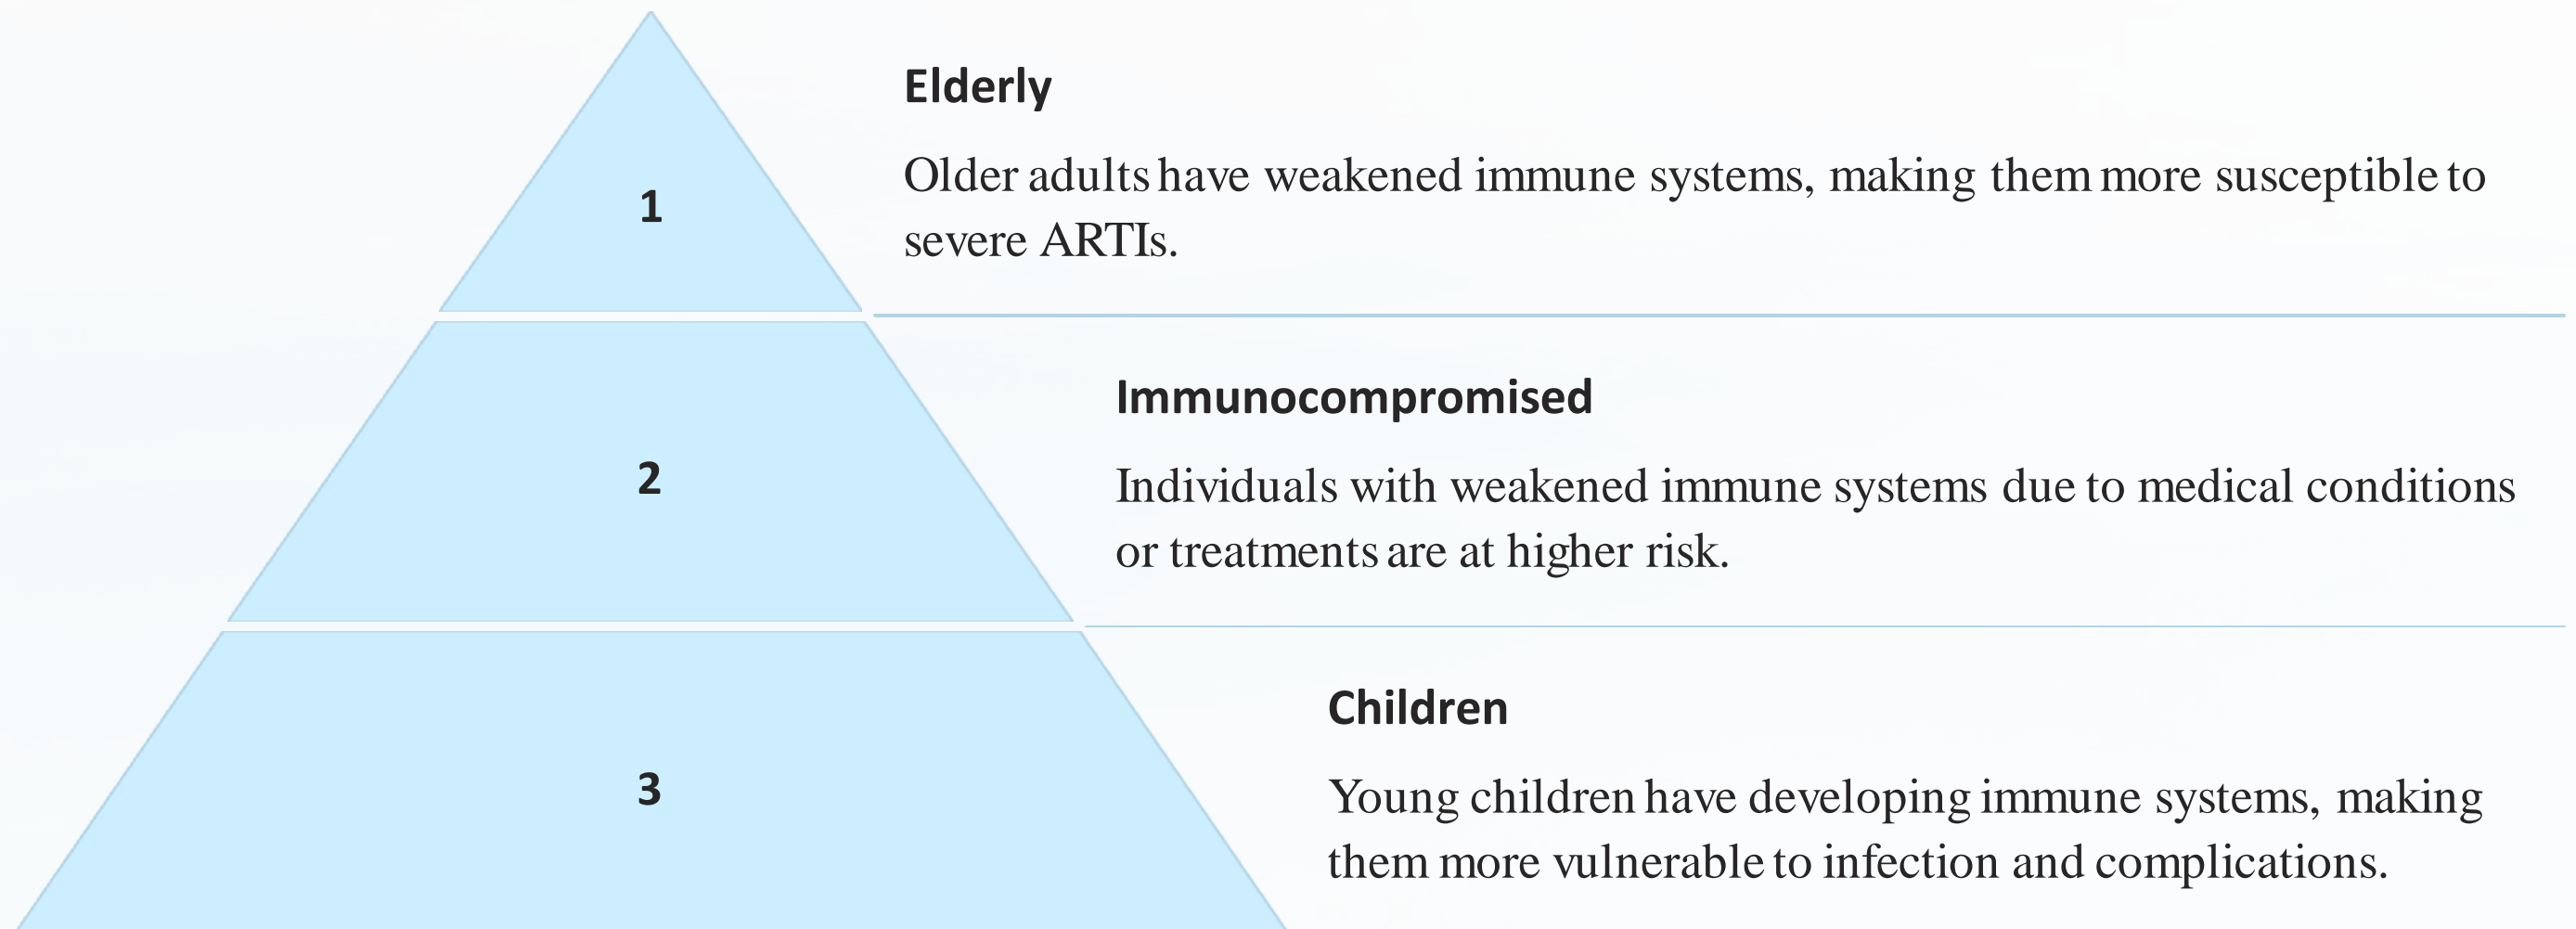 1
Elderly
Older adults have weakened immune systems, making them more susceptible to
severe ARTIs.
2
Immunocompromised
Individuals with weakened immune systems due to medical conditions
or treatments are at higher risk.
3
Children
Young children have developing immune systems, making
them more vulnerable to infection and complications.